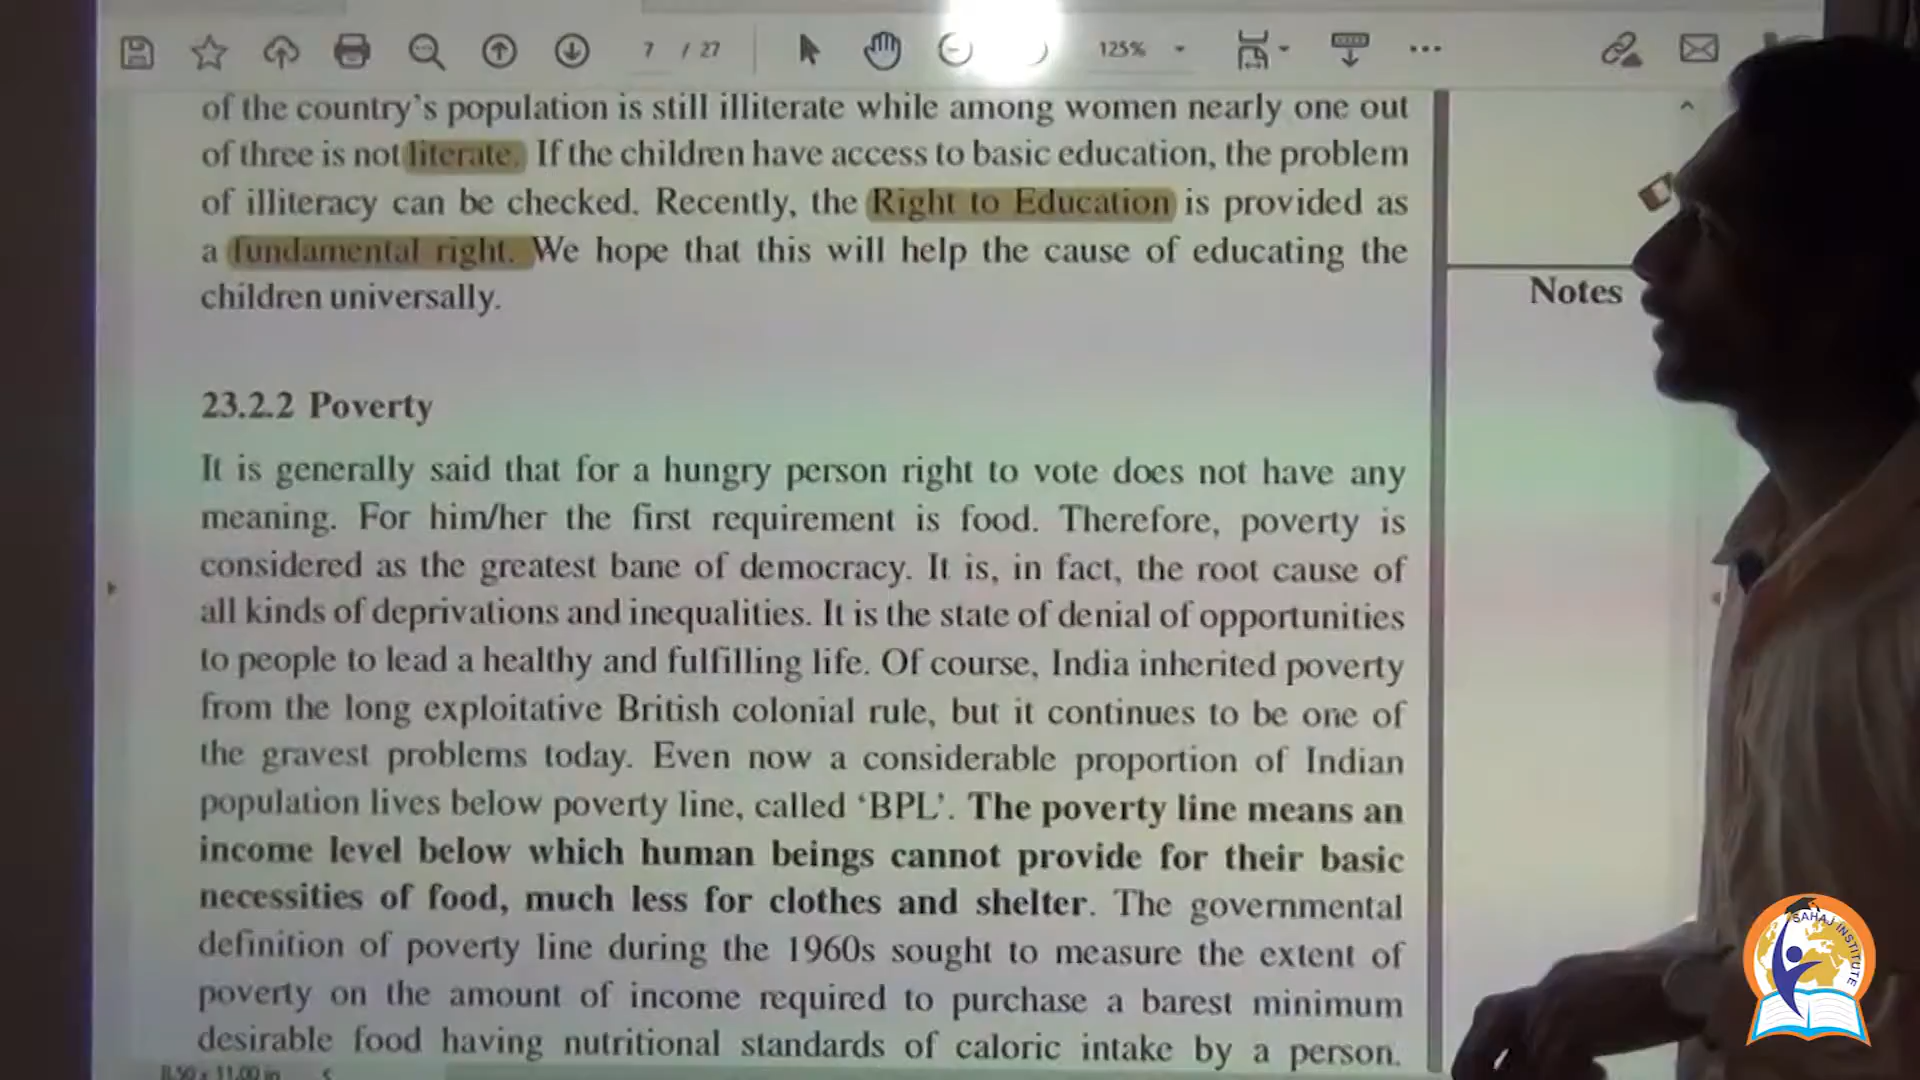 7 / 27
125%
of the country's population is still illiterate while among women nearly one out
of three is not literate. If the children have access to basic education, the problem
of illiteracy can be checked. Recently, the Right to Education is provided as
a fundamental right. We hope that this will help the cause of educating the
children universally.
Notes
23.2.2 Poverty
It is generally said that for a hungry person right to vote does not have any
meaning. For him/her the first requirement is food. Therefore, poverty is
considered as the greatest bane of democracy. It is, in fact, the root cause of
all kinds of deprivations and inequalities. It is the state of denial of opportunities
to people to lead a healthy and fulfilling life. Of course, India inherited poverty
from the long exploitative British colonial rule, but it continues to be one of
the gravest problems today. Even now a considerable proportion of Indian
population lives below poverty line, called ‘BPL’. The poverty line means an
income level below which human beings cannot provide for their basic
necessities of food, much less for clothes and shelter. The governmental
definition of poverty line during the 1960s sought to measure the extent of
poverty on the amount of income required to purchase a barest minimum
desirable food having nutritional standards of caloric intake by a person.
8.50 x 11.00 in
SAHAJ INSTITUTE